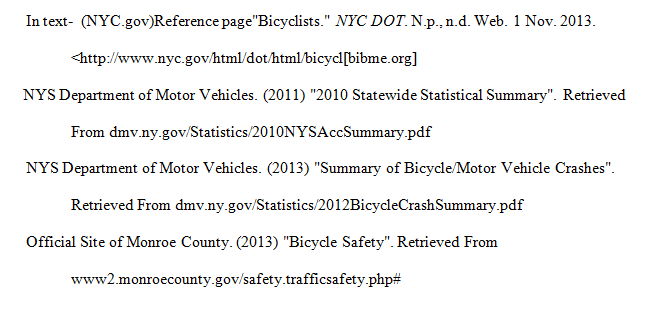 In text- (NYC.gov)Reference page"Bicyclists." NYC DOT. N.p., n.d. Web. 1 Nov. 2013.
<http://www.nyc.gov/html/dot/html/bicycl[bibme.org]
NYS Department of Motor Vehicles. (2011) "2010 Statewide Statistical Summary". Retrieved
From dmv.ny.gov/Statistics/2010NYSAccSummary.pdf
NYS Department of Motor Vehicles. (2013) "Summary of Bicycle/Motor Vehicle Crashes".
Retrieved From dmv.ny.gov/Statistics/2012BicycleCrashSummary.pdf
Official Site of Monroe County. (2013) "Bicycle Safety". Retrieved From
www2.monroecounty.gov/safety.trafficsafety.php#